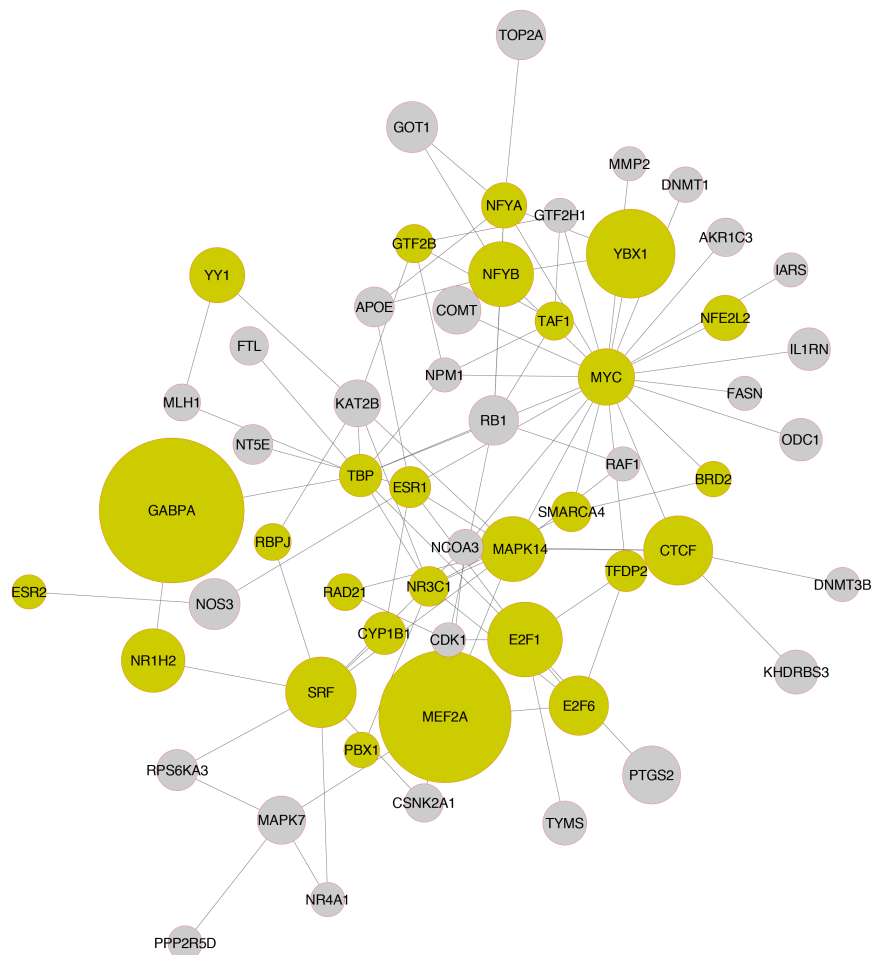 TOP2A
GOT1
MMP2
DNMT1
NFYA
GTF2H1
AKR1C3
GTF2B
YBX1
IARS
YY1
NFYB
APOE
COMT
TAF1
NFE2L2
FTL
IL1RN
NPM1
MYC
FASN
MLH1
KAT2B
RB1
NT5E
ODC1
RAF1
TBP
ESR1
BRD2
GABPA
SMARCA4
RBPJ
NCOA3
MAPK14
CTCF
TFDP2
ESR2
RAD21
NR3C1
DNMT3B
NOS3
CYP1B1
CDK1
E2F1
NR1H2
KHDRBS3
SRF
E2F6
MEF2A
PBX1
RPS6KA3
PTGS2
CSNK2A1
MAPK7
TYMS
NR4A1
PPP2R5D